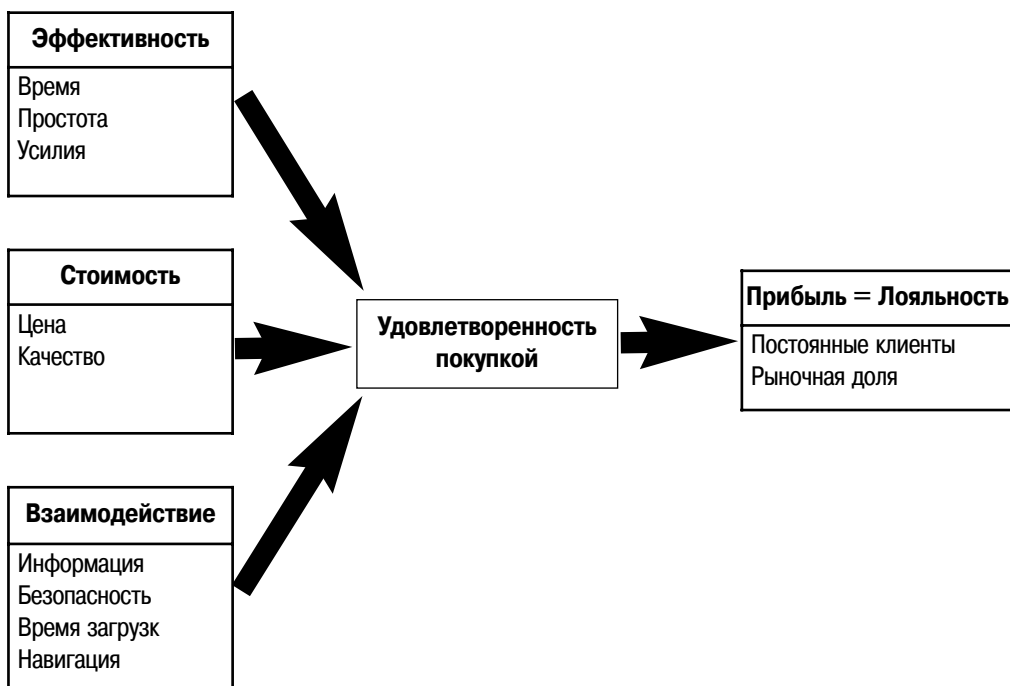 Эффективность
Время
Простота
Усилия
Стоимость
Цена
Качество
Взаимодействие
Информация
Безопасность
Время загрузк
Навигация
Удовлетворенность
покупкой
Прибыль = Лояльность
Постоянные клиенты
Рыночная доля